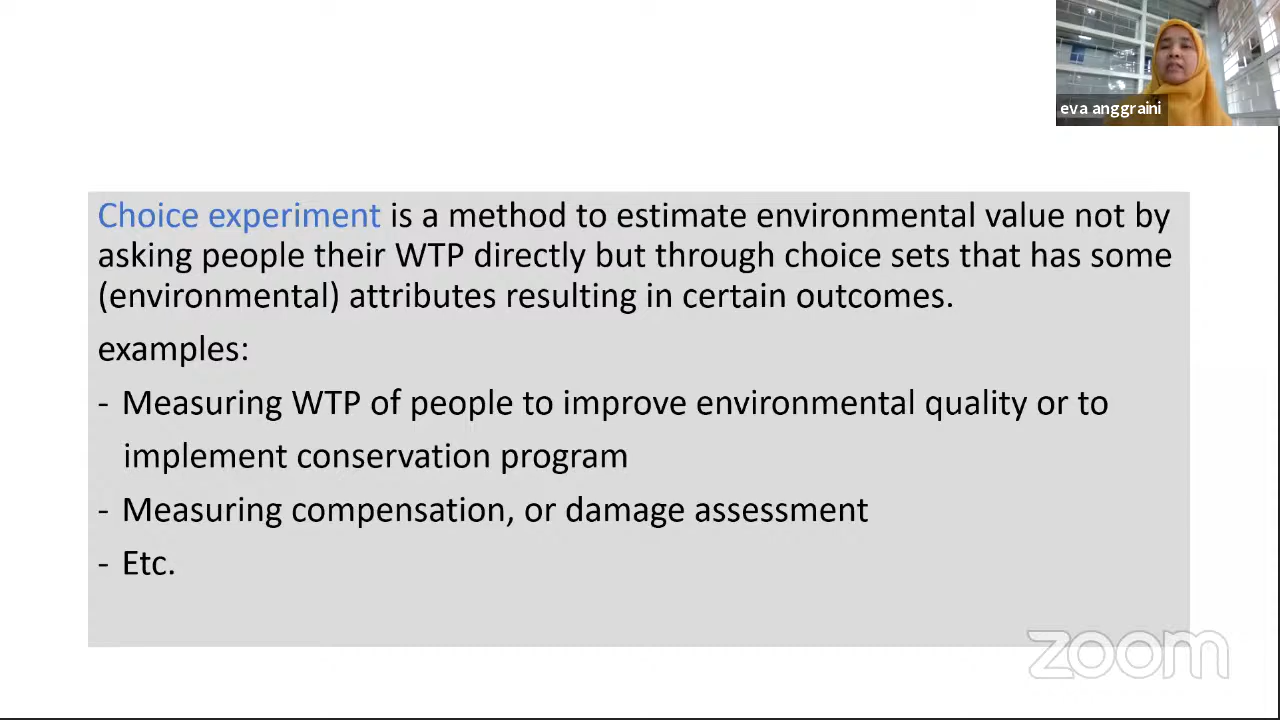 eva anggraini
Choice experiment is a method to estimate environmental value not by
asking people their WTP directly but through choice sets that has some
(environmental) attributes resulting in certain outcomes.
examples:
- Measuring WTP of people to improve environmental quality or to
implement conservation program
- Measuring compensation, or damage assessment
- Etc.
zoom